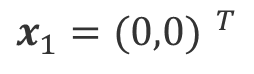 x₁ = (0,0) ᵀ